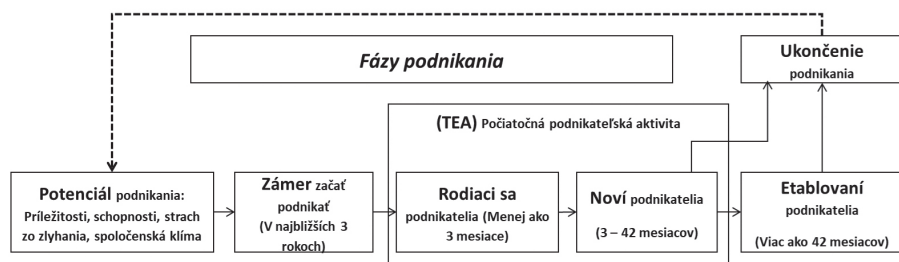 Fázy podnikania
Ukončenie
podnikania
(TEA) Počiatočná podnikateľská aktivita
Potenciál podnikania:
Príležitosti, schopnosti, strach
zo zlyhania, spoločenská klíma
Zámer začať
podnikať
(V najbližších 3
rokoch)
Rodiaci sa
podnikatelia (Menej ako
3 mesiace)
Noví podnikatelia
(3 – 42 mesiacov)
Etablovaní
podnikatelia
(Viac ako 42 mesiacov)